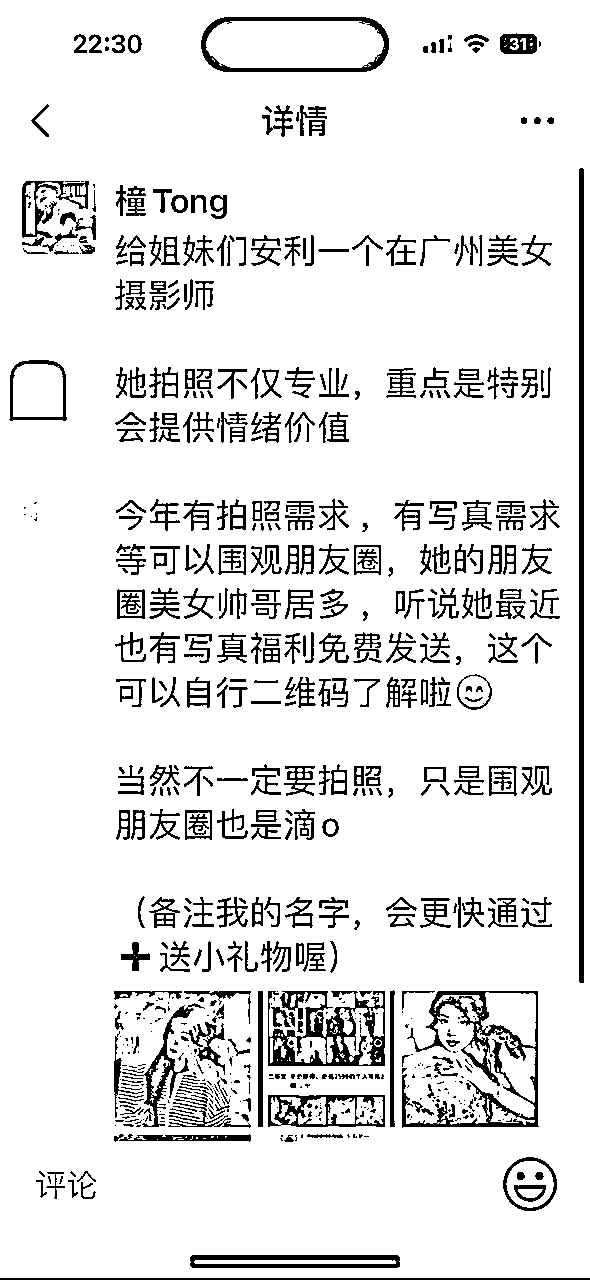 22:30
31
详情
橦Tong
给姐妹们安利一个在广州美女
摄影师
她拍照不仅专业，重点是特别
会提供情绪价值
今年有拍照需求，有写真需求
等可以围观朋友圈，她的朋友
圈美女帅哥居多，听说她最近
也有写真福利免费发送，这个
可以自行二维码了解啦😊
当然不一定要拍照，只是围观
朋友圈也是滴o
（备注我的名字，会更快通过
➕送小礼物喔）
评论